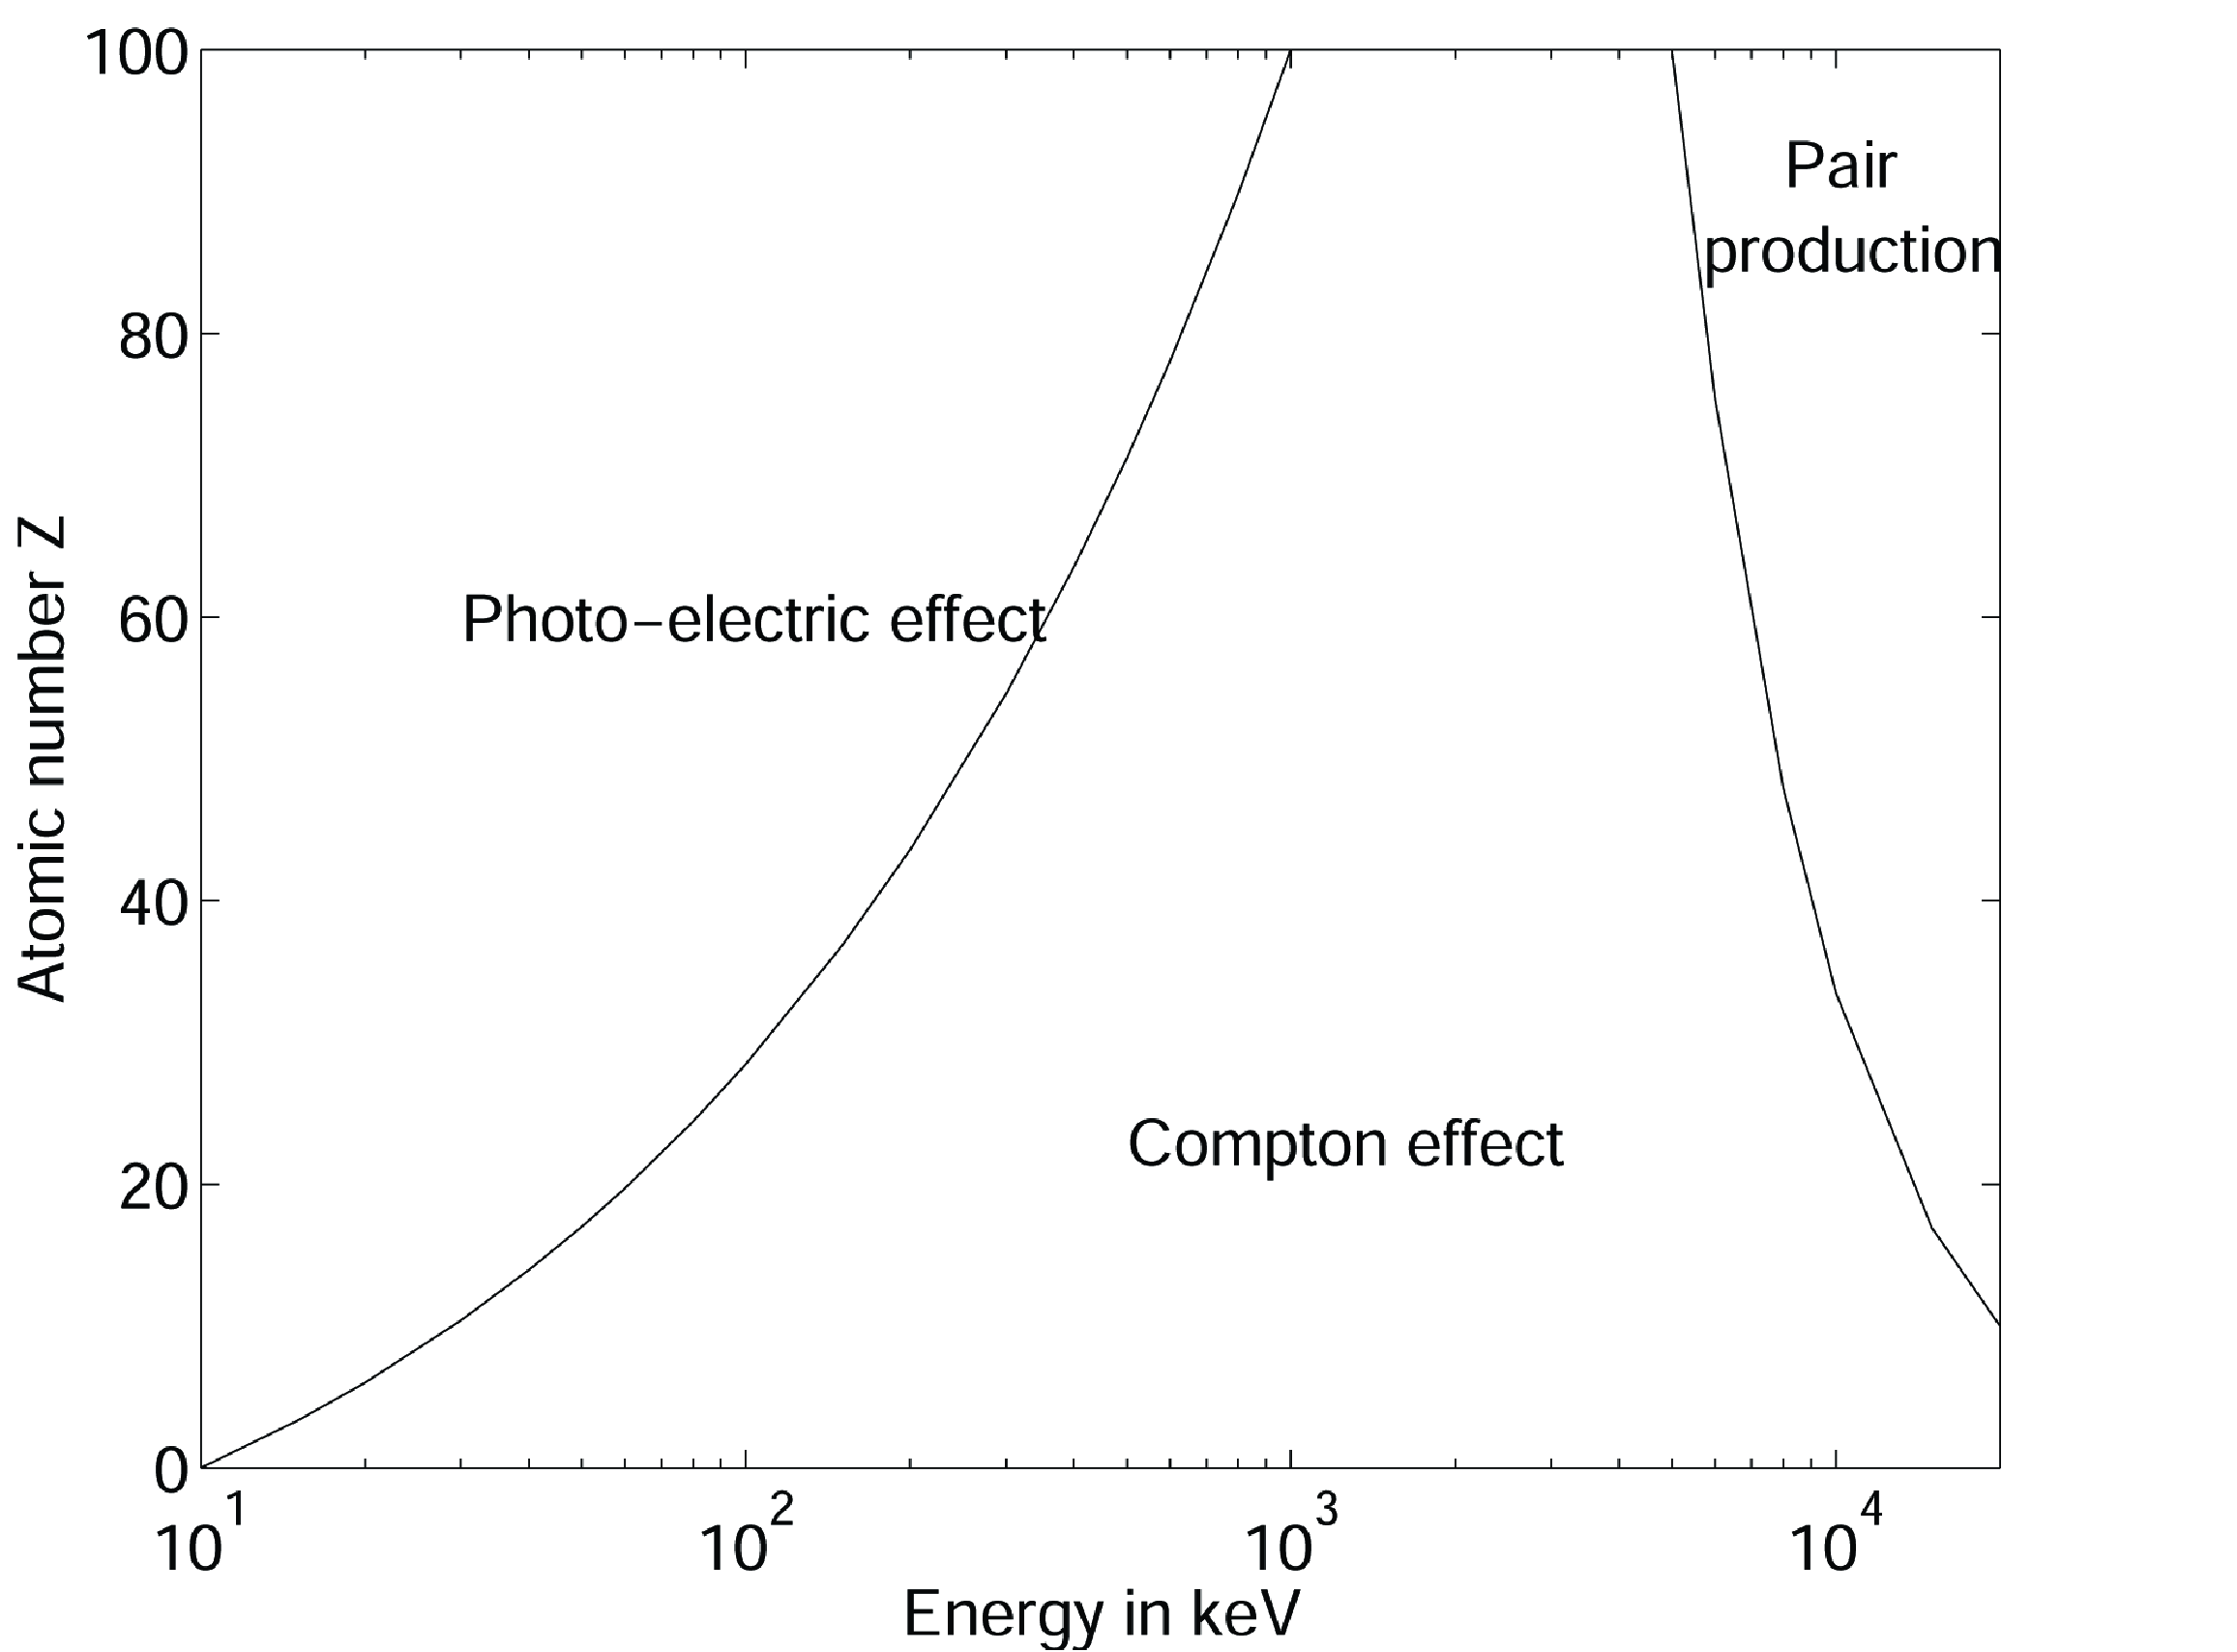 100
80
60
40
20
0
Atomic number Z
Pair
production
Photo−electric effect
Compton effect
10^1
10^2
10^3
10^4
Energy in keV